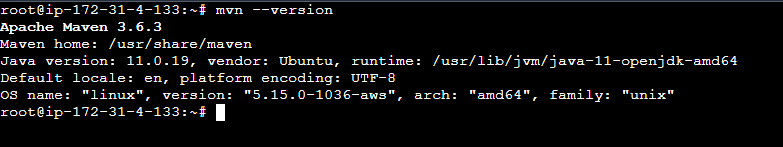 root@ip-172-31-4-133:~# mvn --version
Apache Maven 3.6.3
Maven home: /usr/share/maven
Java version: 11.0.19, vendor: Ubuntu, runtime: /usr/lib/jvm/java-11-openjdk-amd64
Default locale: en, platform encoding: UTF-8
OS name: "linux", version: "5.15.0-1036-aws", arch: "amd64", family: "unix"
root@ip-172-31-4-133:~#